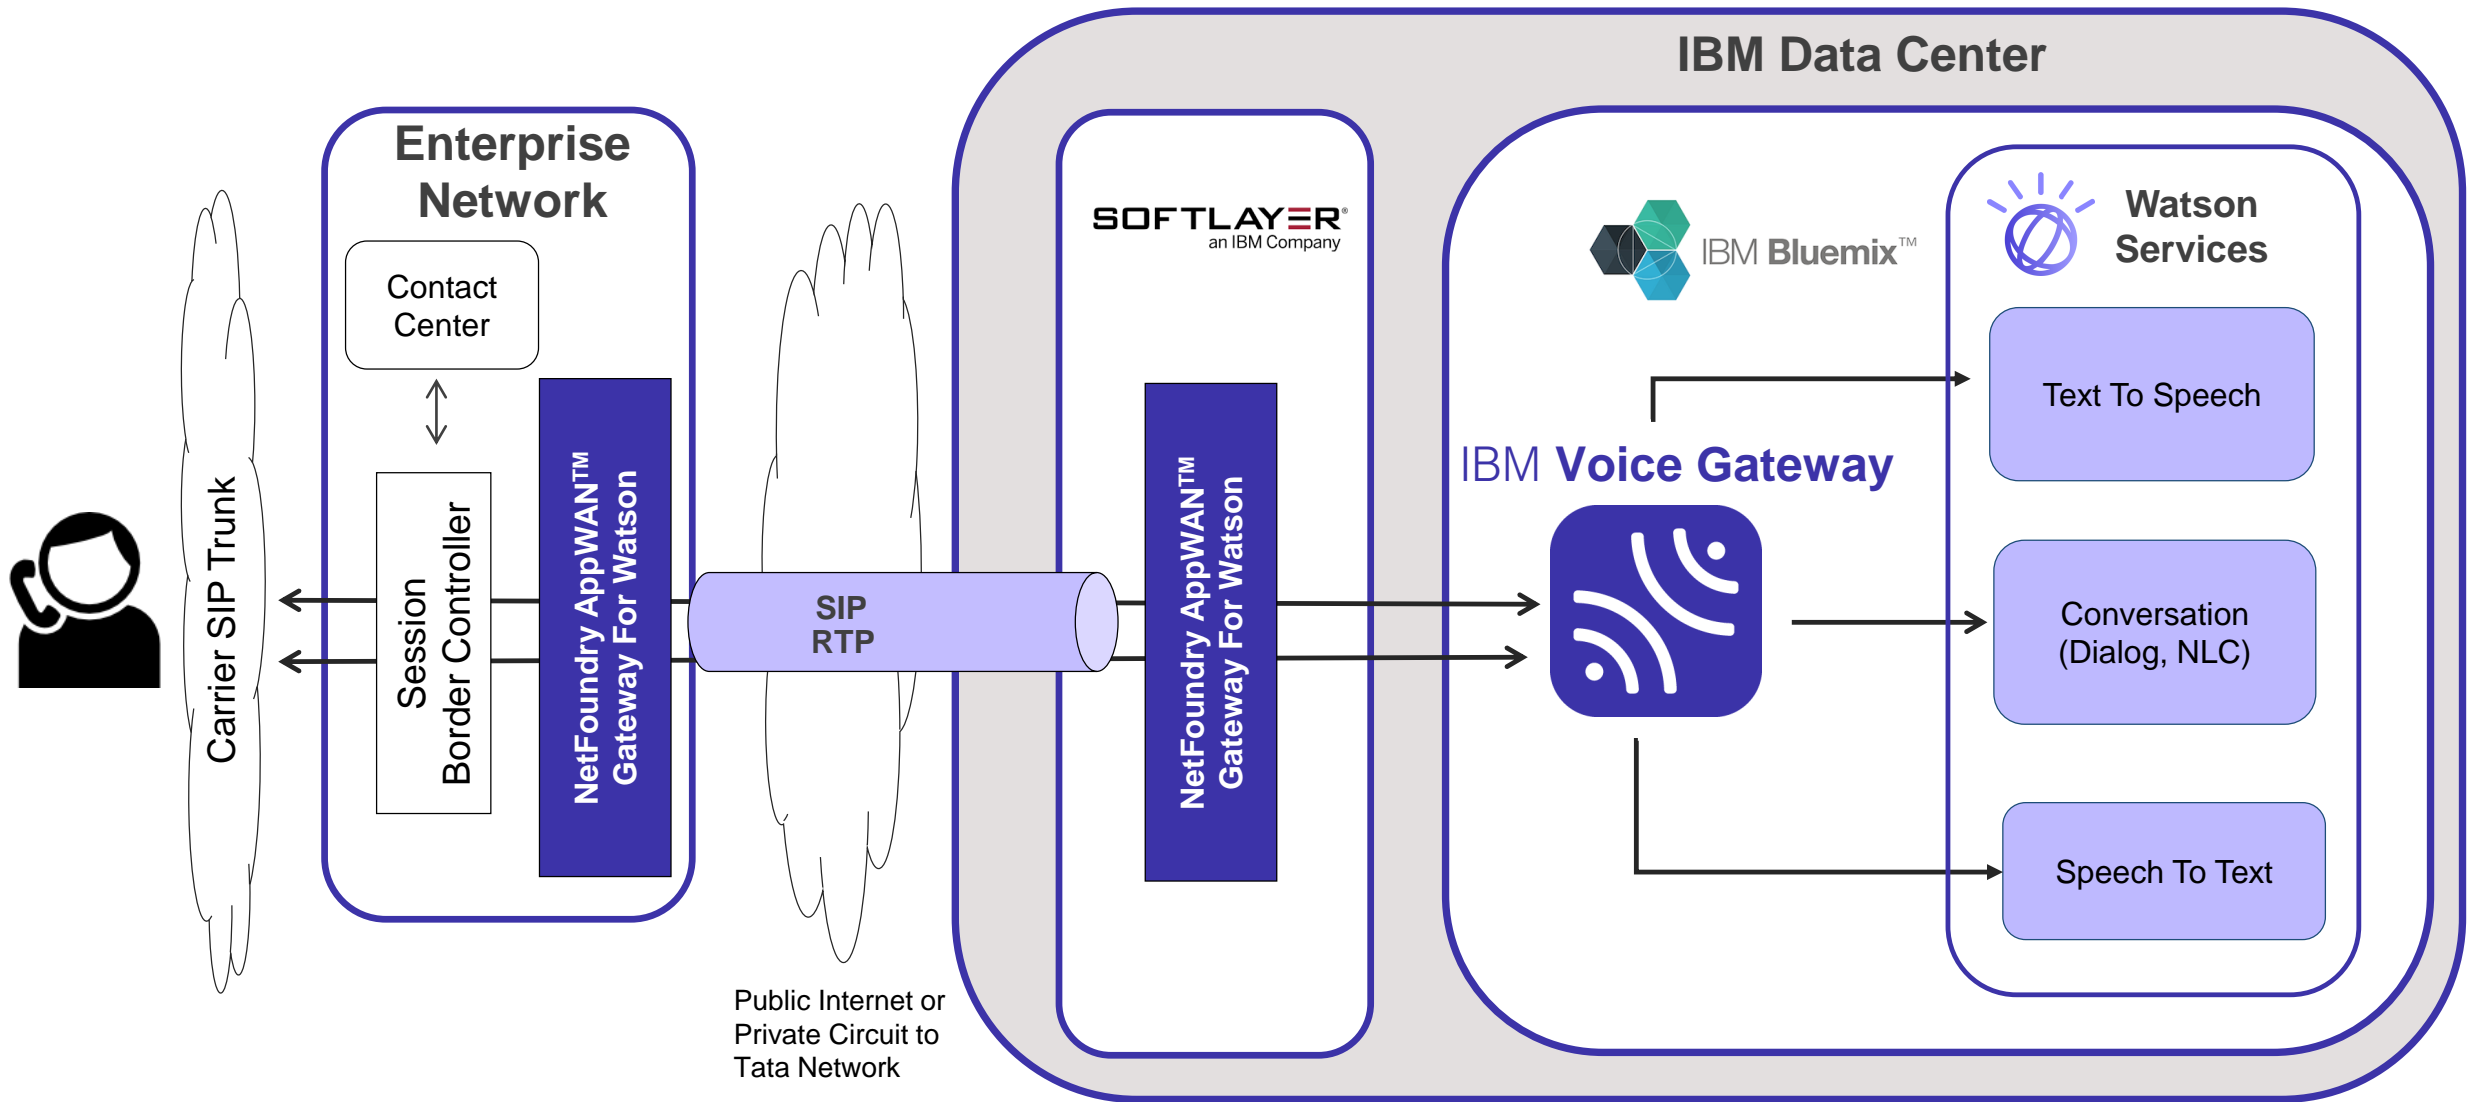 IBM Data Center
Enterprise
Network
Contact
Center
Carrier SIP Trunk
Session
Border Controller
NetFoundry AppWAN™
Gateway For Watson
SIP
RTP
Public Internet or
Private Circuit to
Tata Network
SOFTLAYER®
an IBM Company
NetFoundry AppWAN™
Gateway For Watson
IBM Bluemix™
IBM Voice Gateway
Watson
Services
Text To Speech
Conversation
(Dialog, NLC)
Speech To Text